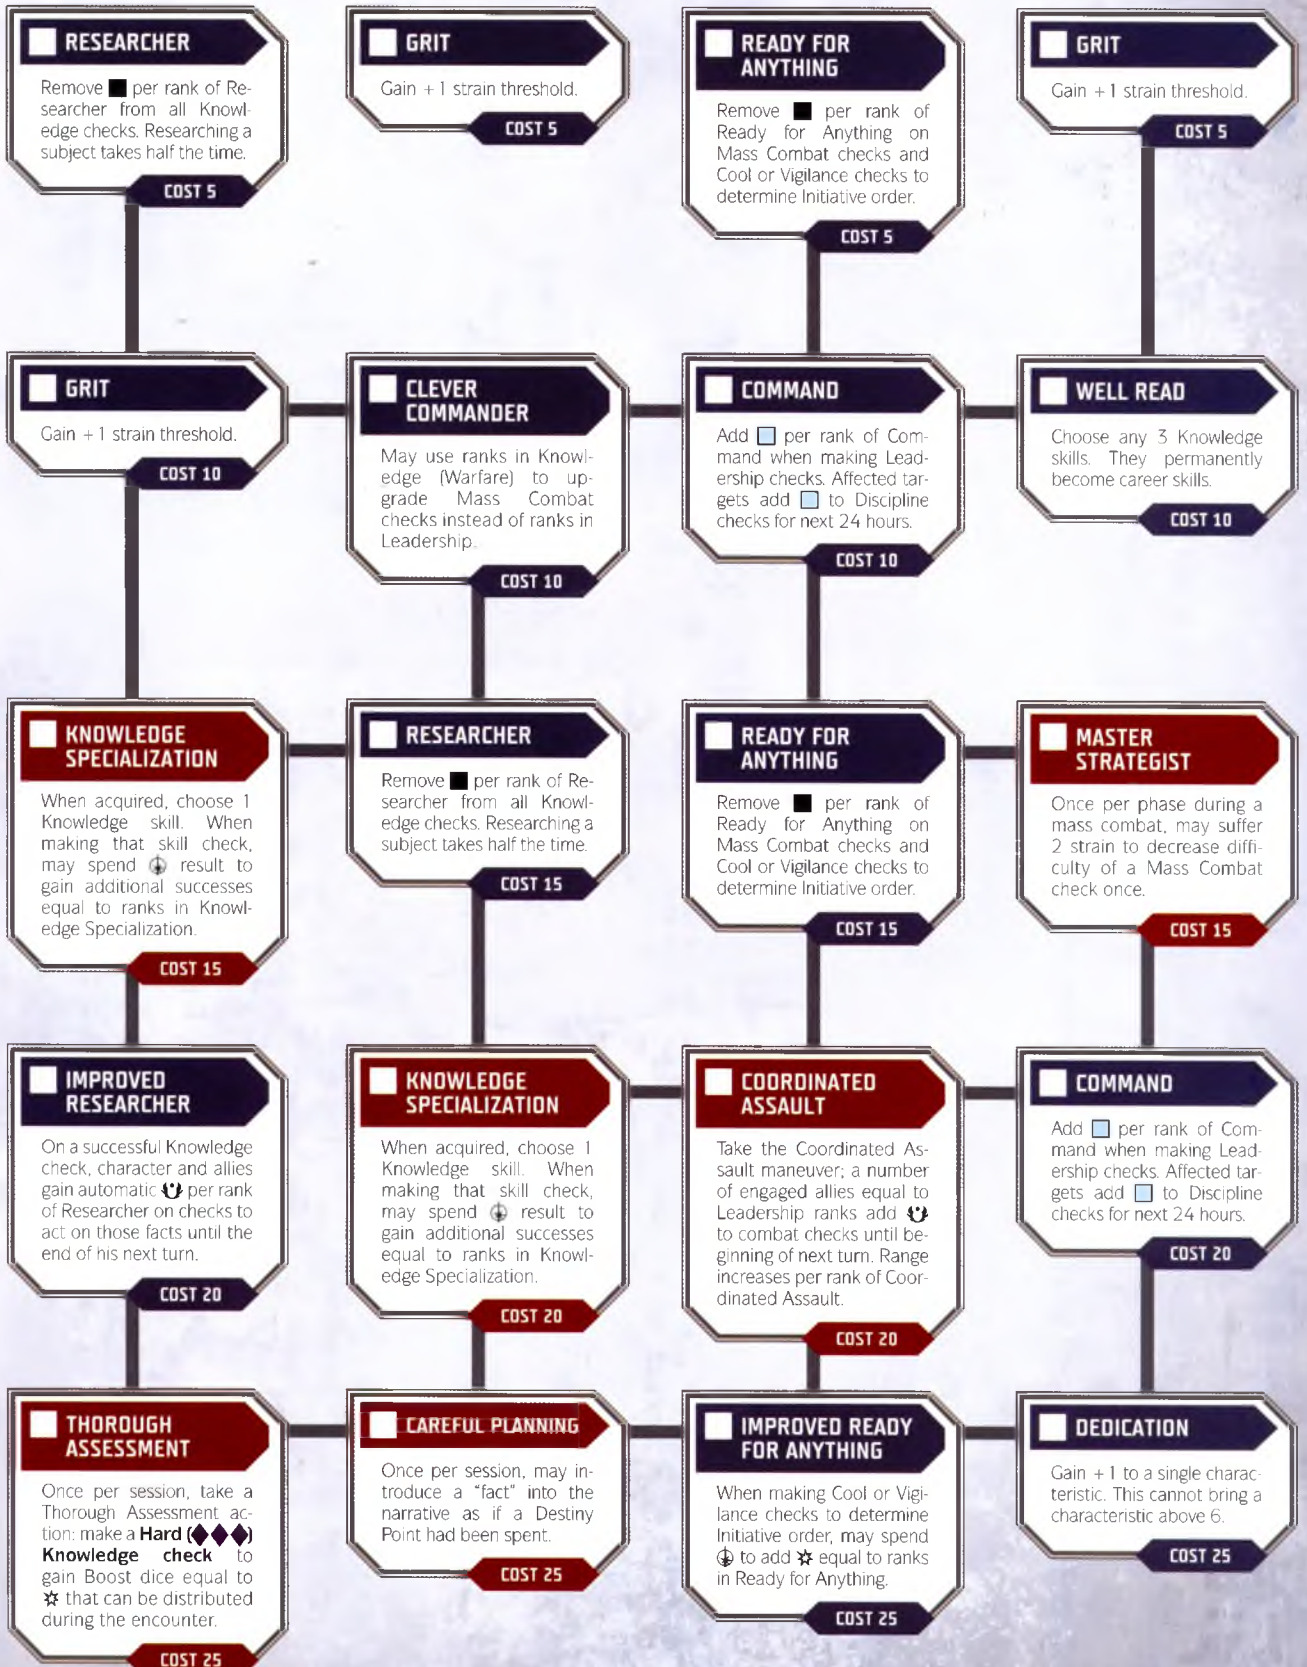 RESEARCHER
Remove ■ per rank of Re-
searcher from all Knowl-
edge checks. Researching a
subject takes half the time.
COST 5
GRIT
Gain +1 strain threshold.
COST 5
READY FOR
ANYTHING
Remove ■ per rank of
Ready for Anything on
Mass Combat checks and
Cool or Vigilance checks to
determine Initiative order.
COST 5
GRIT
Gain +1 strain threshold.
COST 5
GRIT
Gain +1 strain threshold.
COST 10
CLEVER
COMMANDER
May use ranks in Knowl-
edge (Warfare) to up-
grade Mass Combat
checks instead of ranks in
Leadership.
COST 10
COMMAND
Add □ per rank of Com-
mand when making Lead-
ership checks. Affected tar-
gets add □ to Discipline
checks for next 24 hours.
COST 10
WELL READ
Choose any 3 Knowledge
skills. They permanently
become career skills.
COST 10
KNOWLEDGE
SPECIALIZATION
When acquired, choose 1
Knowledge skill. When
making that skill check,
may spend result to
gain additional successes
equal to ranks in Knowl-
edge Specialization.
COST 15
RESEARCHER
Remove ■ per rank of Re-
searcher from all Knowl-
edge checks. Researching a
subject takes half the time.
COST 15
READY FOR
ANYTHING
Remove ■ per rank of
Ready for Anything on
Mass Combat checks and
Cool or Vigilance checks to
determine Initiative order.
COST 15
MASTER
STRATEGIST
Once per phase during a
mass combat, may suffer
2 strain to decrease diffi-
culty of a Mass Combat
check once.
COST 15
IMPROVED
RESEARCHER
On a successful Knowledge
check, character and allies
gain automatic per rank
of Researcher on checks to
act on those facts until the
end of his next turn.
COST 20
KNOWLEDGE
SPECIALIZATION
When acquired, choose 1
Knowledge skill. When
making that skill check,
may spend result to
gain additional successes
equal to ranks in Knowl-
edge Specialization.
COST 20
COORDINATED
ASSAULT
Take the Coordinated As-
sault maneuver; a number
of engaged allies equal to
Leadership ranks add
to combat checks until be-
ginning of next turn. Range
increases per rank of Coor-
dinated Assault.
COST 20
COMMAND
Add □ per rank of Com-
mand when making Lead-
ership checks. Affected tar-
gets add □ to Discipline
checks for next 24 hours.
COST 20
THOROUGH
ASSESSMENT
Once per session, take a
Thorough Assessment ac-
tion; make a Hard (◆◆◆)
Knowledge check to
gain Boost dice equal to
that can be distributed
during the encounter.
COST 25
CAREFUL PLANNING
Once per session, may in-
troduce a "fact" into the
narrative as if a Destiny
Point had been spent.
COST 25
IMPROVED READY
FOR ANYTHING
When making Cool or Vigi-
lance checks to determine
Initiative order, may spend
to add equal to ranks
in Ready for Anything.
COST 25
DEDICATION
Gain +1 to a single charac-
teristic. This cannot bring a
characteristic above 6.
COST 25